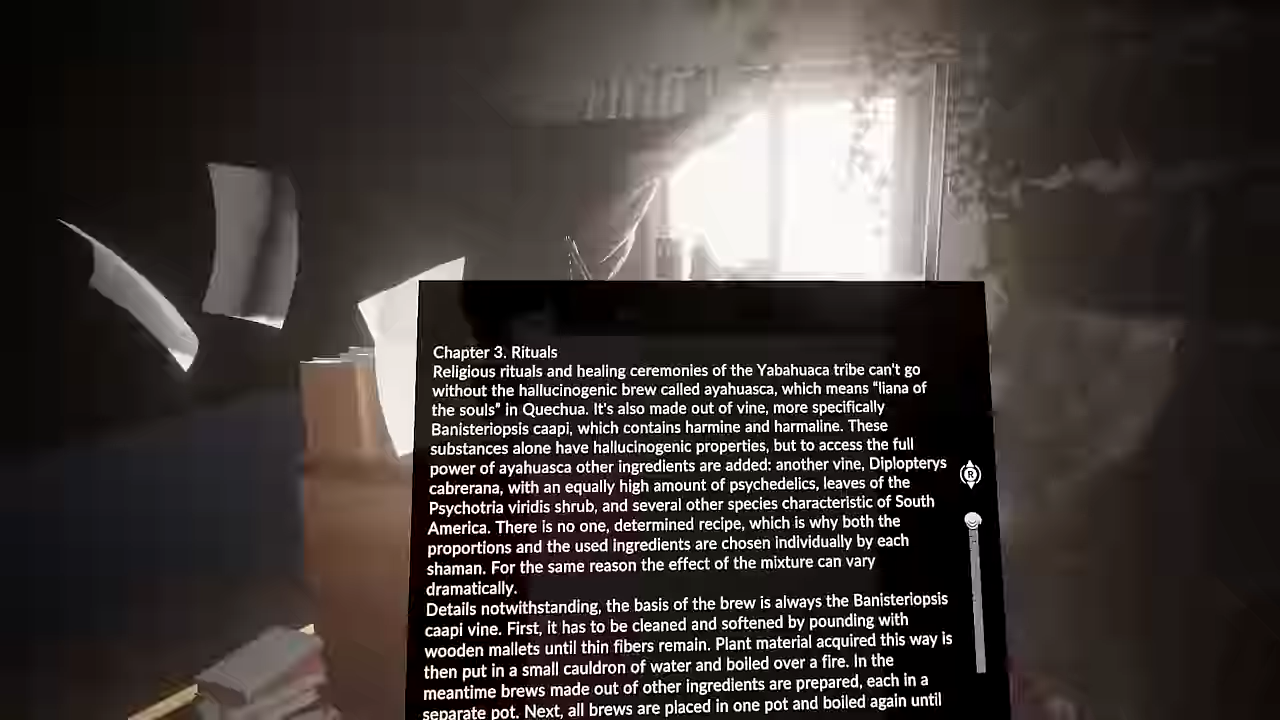 Chapter 3. Rituals
Religious rituals and healing ceremonies of the Yabahuaca tribe can't go
without the hallucinogenic brew called ayahuasca, which means “liana of
the souls” in Quechua. It's also made out of vine, more specifically
Banisteriopsis caapi, which contains harmine and harmaline. These
substances alone have hallucinogenic properties, but to access the full
power of ayahuasca other ingredients are added: another vine, Diplopterys
cabrerana, with an equally high amount of psychedelics, leaves of the
Psychotria viridis shrub, and several other species characteristic of South
America. There is no one, determined recipe, which is why both the
proportions and the used ingredients are chosen individually by each
shaman. For the same reason the effect of the mixture can vary
dramatically.
Details notwithstanding, the basis of the brew is always the Banisteriopsis
caapi vine. First, it has to be cleaned and softened by pounding with
wooden mallets until thin fibers remain. Plant material acquired this way is
then put in a small cauldron of water and boiled over a fire. In the
meantime brews made out of other ingredients are prepared, each in a
separate pot. Next, all brews are placed in one pot and boiled again until
R